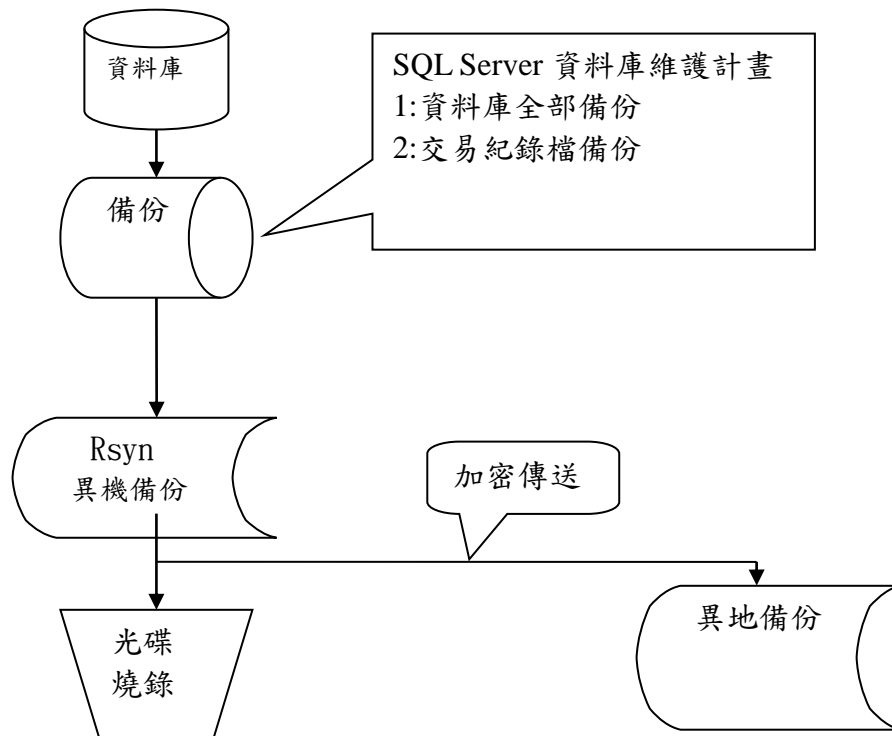 資料庫
SQL Server 資料庫維護計畫
1:資料庫全部備份
2:交易紀錄檔備份
備份
Rsyn
異機備份
加密傳送
異地備份
光碟
燒錄